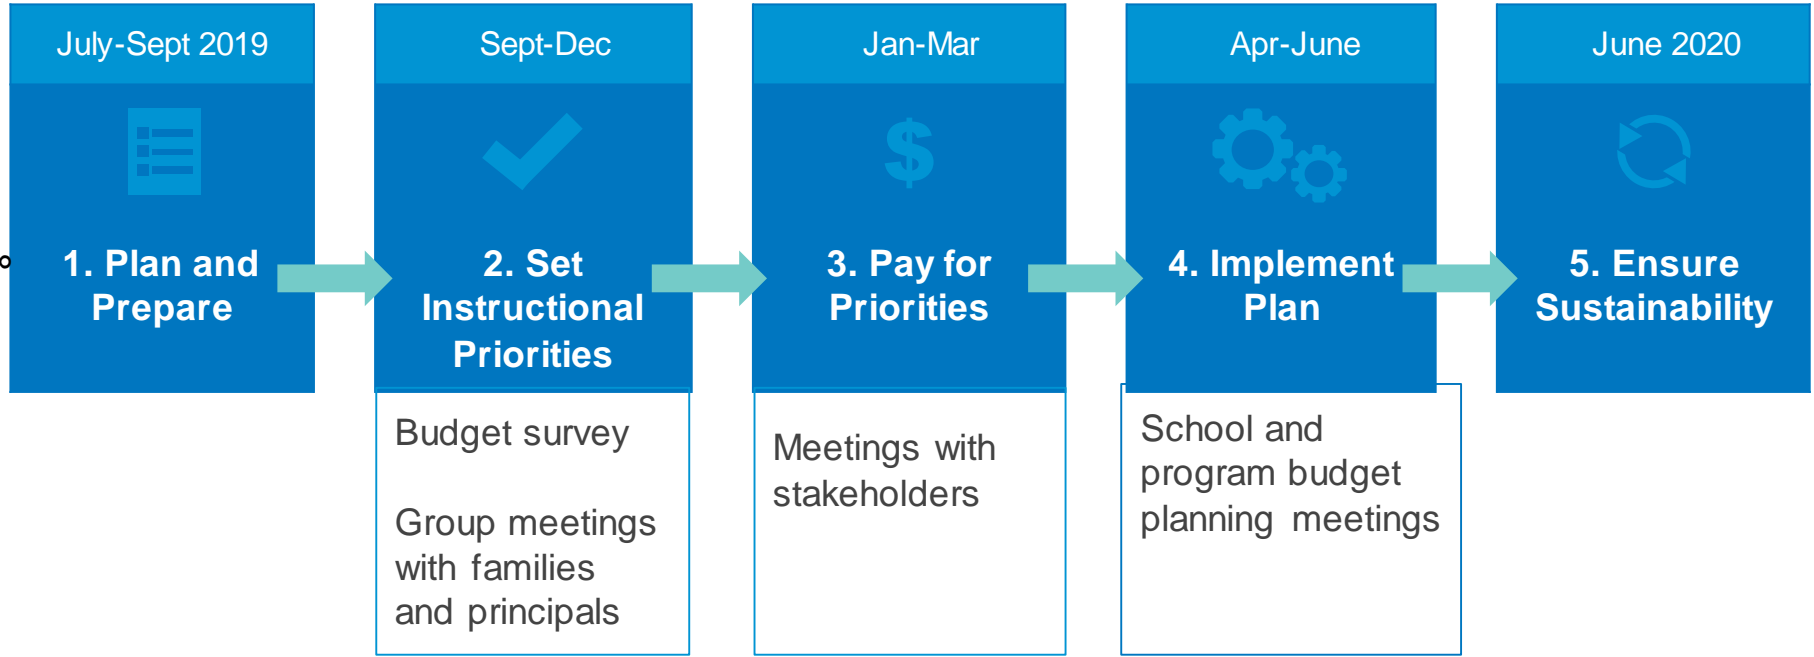 July-Sept 2019
1. Plan and
Prepare
Sept-Dec
2. Set
Instructional
Priorities
Budget survey
Group meetings
with families
and principals
Jan-Mar
$
3. Pay for
Priorities
Meetings with
stakeholders
Apr-June
4. Implement
Plan
School and
program budget
planning meetings
June 2020
5. Ensure
Sustainability